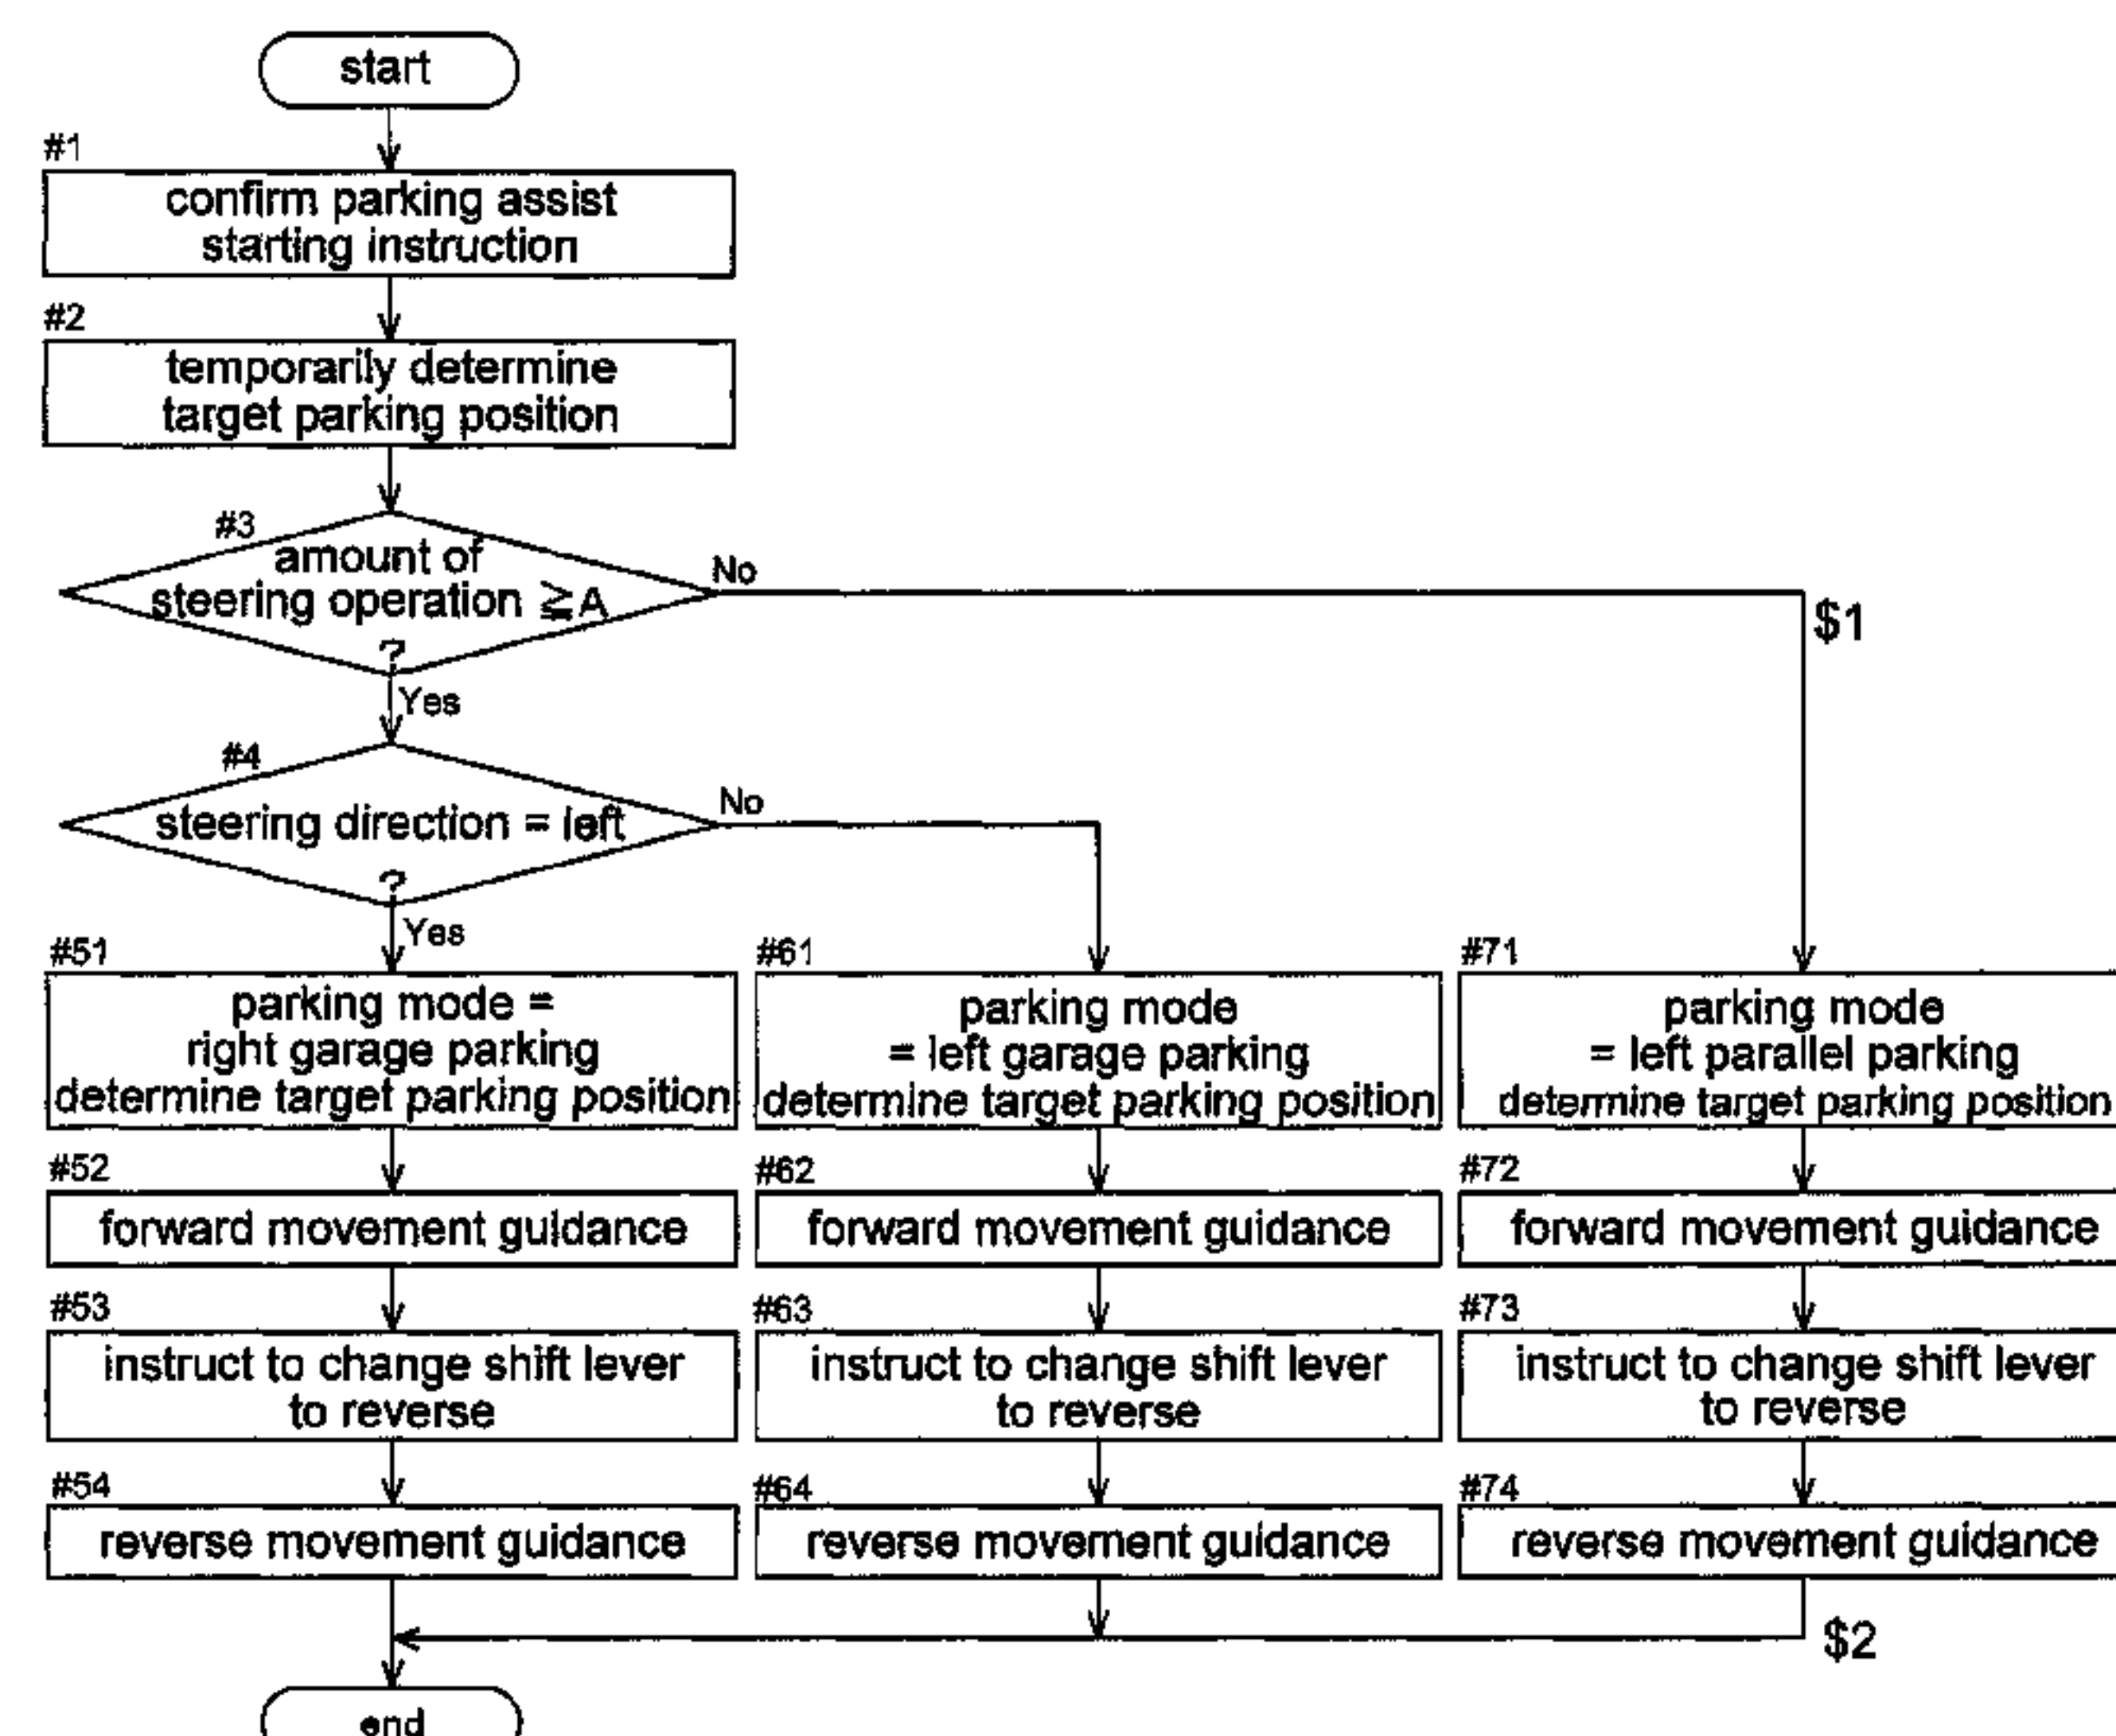 start
#1
confirm parking assist
starting instruction
#2
temporarily determine
target parking position
#3
amount of
steering operation ≧A
?
No
$1
Yes
#4
steering direction = left
?
No
Yes
#51
parking mode =
right garage parking
determine target parking position
#61
parking mode
= left garage parking
determine target parking position
#71
parking mode
= left parallel parking
determine target parking position
#52
forward movement guidance
#62
forward movement guidance
#72
forward movement guidance
#53
instruct to change shift lever
to reverse
#63
instruct to change shift lever
to reverse
#73
instruct to change shift lever
to reverse
#54
reverse movement guidance
#64
reverse movement guidance
#74
reverse movement guidance
$2
end